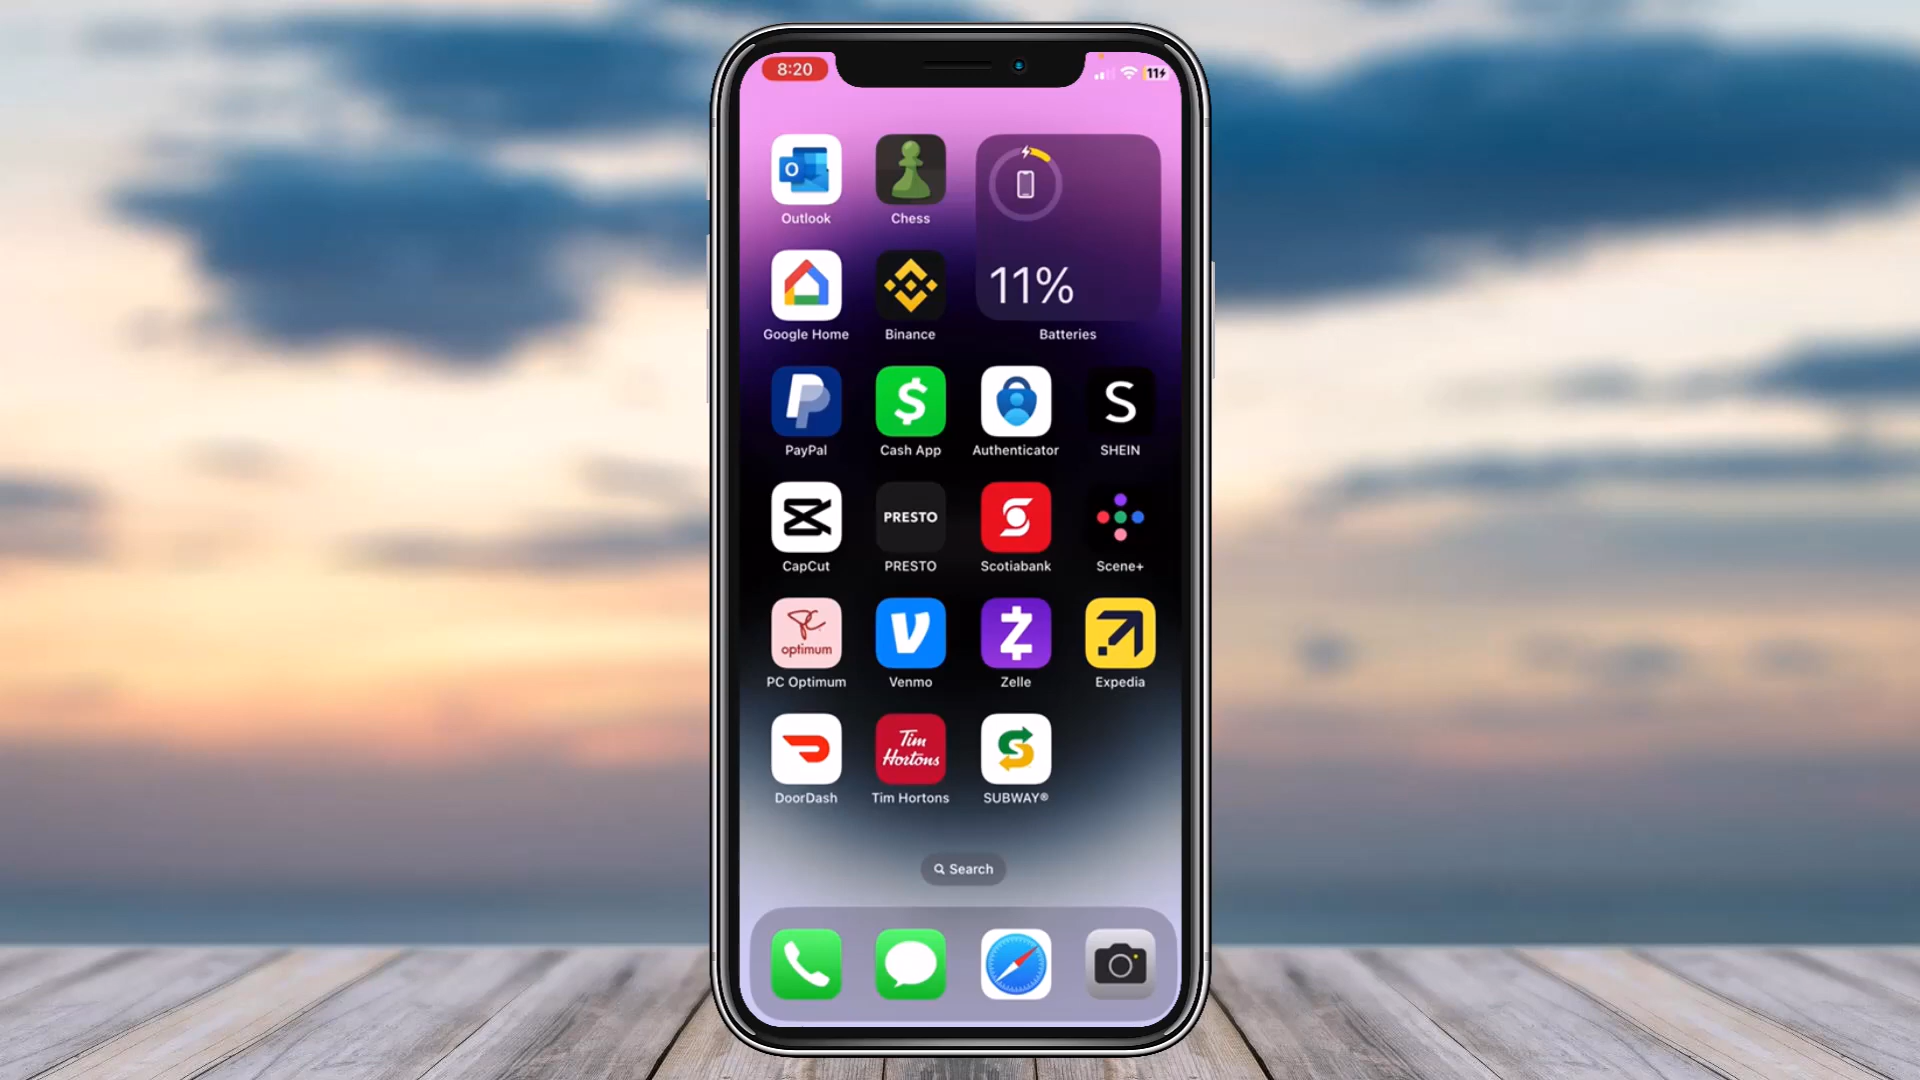 8:20
11
Outlook
Chess
Google Home
Binance
11%
Batteries
PayPal
Cash App
Authenticator
S
SHEIN
CapCut
PRESTO
PRESTO
Scotiabank
Scene+
PC
optimum
PC Optimum
Venmo
Zelle
Expedia
DoorDash
Tim
Hortons
Tim Hortons
SUBWAY®
Search